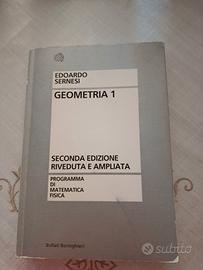 EDOARDO
SERNESI
GEOMETRIA 1
SECONDA EDIZIONE
RIVEDUTA E AMPLIATA
PROGRAMMA
DI
MATEMATICA
FISICA
Bollati Boringhieri
subito